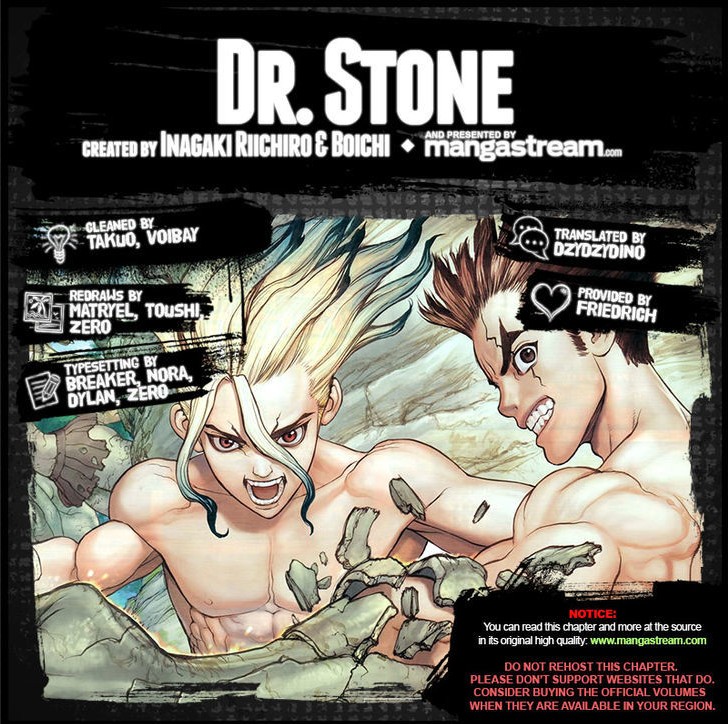 DR. STONE
CREATED BY INAGAKI RIICHIRO & BOICHI ◆ AND PRESENTED BY mangastream.com
CLEANED BY
TAKUO, VOIBAY
REDRAWS BY
MATRYEL, TOUSHI,
ZERO
TYPESETTING BY
BREAKER, NORA,
DYLAN, ZERO
TRANSLATED BY
DZYDZYDINO
PROVIDED BY
FRIEDRICH
NOTICE:
You can read this chapter and more at the source
in its original high quality: www.mangastream.com
DO NOT REHOST THIS CHAPTER.
PLEASE DON'T SUPPORT WEBSITES THAT DO.
CONSIDER BUYING THE OFFICIAL VOLUMES
WHEN THEY ARE AVAILABLE IN YOUR REGION.